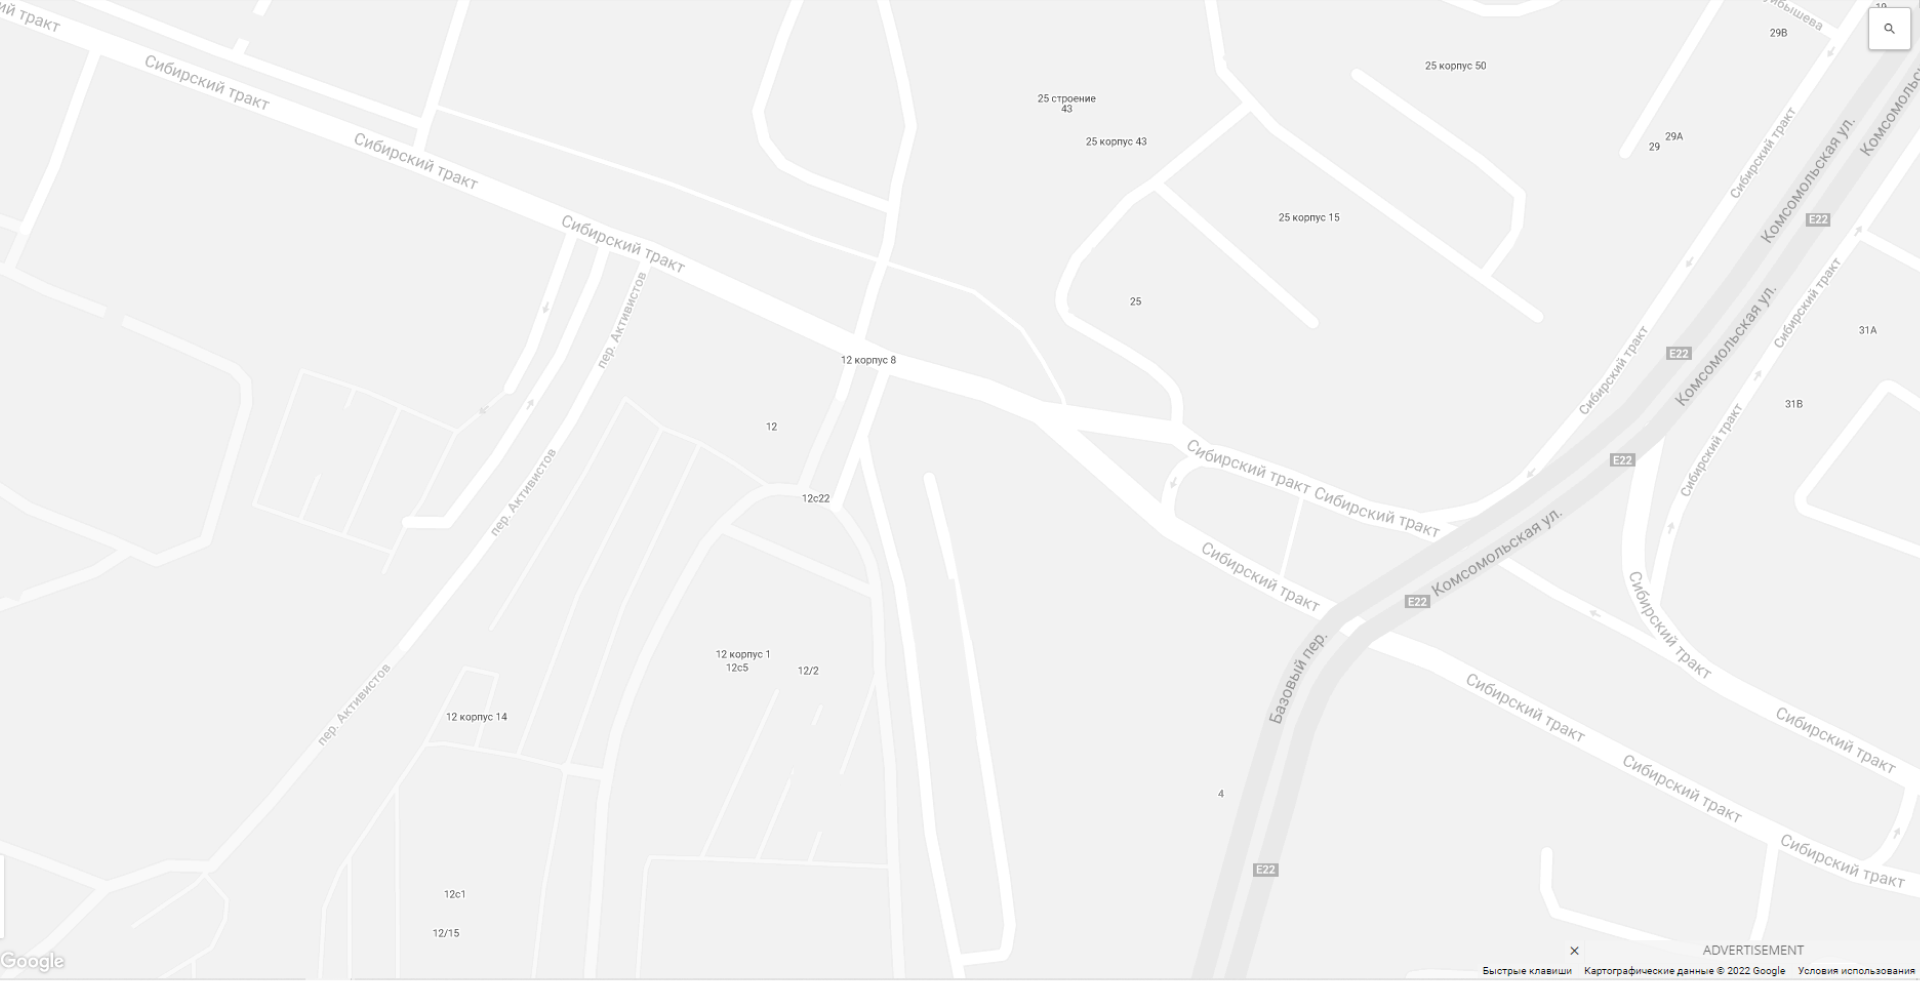 ий тракт
Сибирский тракт
Сибирский тракт
Сибирский тракт
пер. Активистов
пер. Активистов
пер. Активистов
12 корпус 8
12
12с22
12 корпус 1
12с5
12/2
12 корпус 14
12с1
12/15
25 строение
43
25 корпус 43
25 корпус 50
25 корпус 15
25
29В
29А
29
19
йбышева
Комсомольс
Комсомольская ул.
Сибирский тракт
E22
Сибирский тракт
Комсомольская ул.
E22
Сибирский тракт
31А
31В
E22
Сибирский тракт
Сибирский тракт
Сибирский тракт
Комсомольская ул.
E22
Сибирский тракт
Базовый пер.
Сибирский тракт
Сибирский тракт
Сибирский тракт
Сибирский тракт
Сибирский тракт
4
E22
Google
ADVERTISEMENT
Быстрые клавиши
Картографические данные © 2022 Google
Условия использования